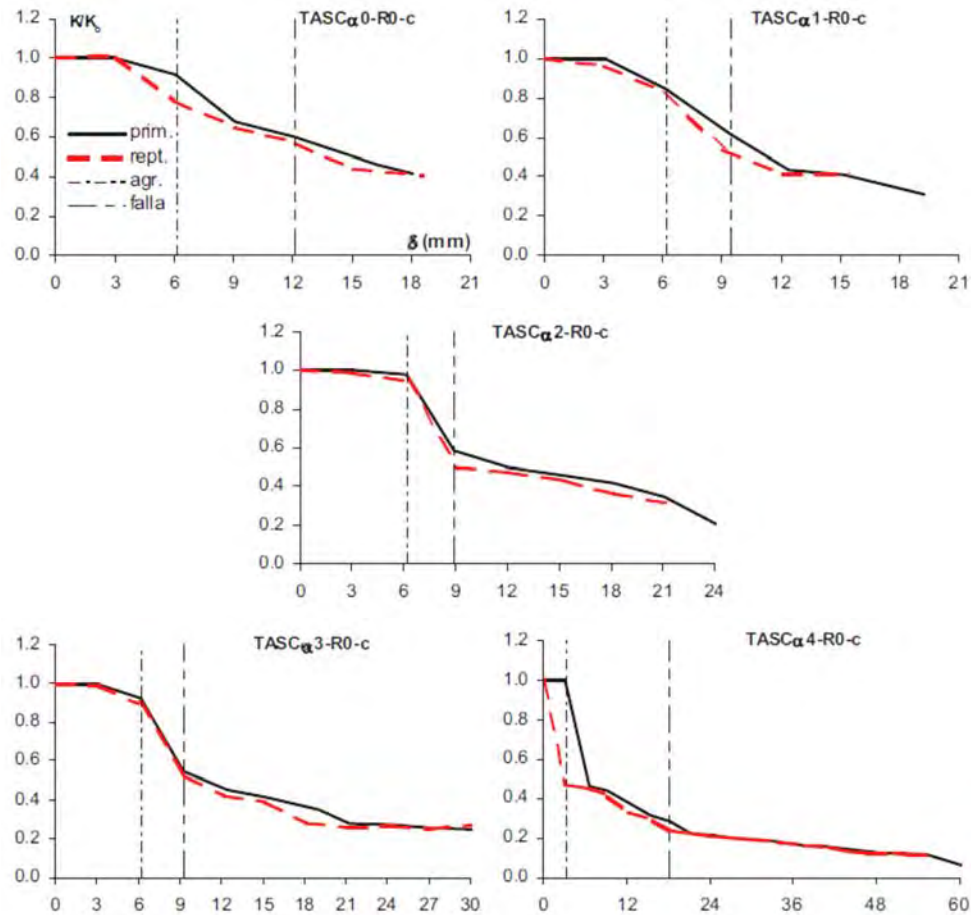 K/K₀ TASCα0-R0-c
1.2
1.0
0.8
0.6
0.4
0.2
0.0
prim.
rept.
agr.
falla
δ (mm)
0 3 6 9 12 15 18 21
TASCα1-R0-c
1.2
1.0
0.8
0.6
0.4
0.2
0.0
0 3 6 9 12 15 18 21
TASCα2-R0-c
1.2
1.0
0.8
0.6
0.4
0.2
0.0
0 3 6 9 12 15 18 21 24
TASCα3-R0-c
1.2
1.0
0.8
0.6
0.4
0.2
0.0
0 3 6 9 12 15 18 21 24 27 30
TASCα4-R0-c
1.2
1.0
0.8
0.6
0.4
0.2
0.0
0 12 24 36 48 60